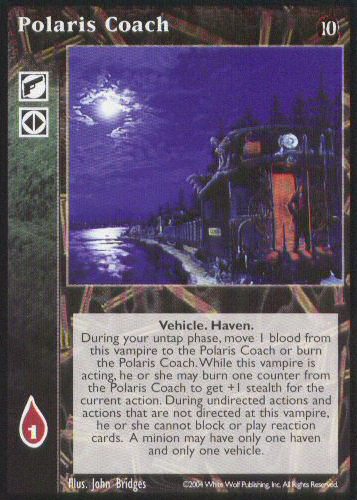 Polaris Coach
10
Vehicle. Haven.
During your untap phase, move 1 blood from
this vampire to the Polaris Coach or burn
the Polaris Coach. While this vampire is
acting, he or she may burn one counter from
the Polaris Coach to get +1 stealth for the
current action. During undirected actions and
actions that are not directed at this vampire,
he or she cannot block or play reaction
cards. A minion may have only one haven
and only one vehicle.
1
Illus. John Bridges
©2004 White Wolf Publishing, Inc. All Rights Reserved.